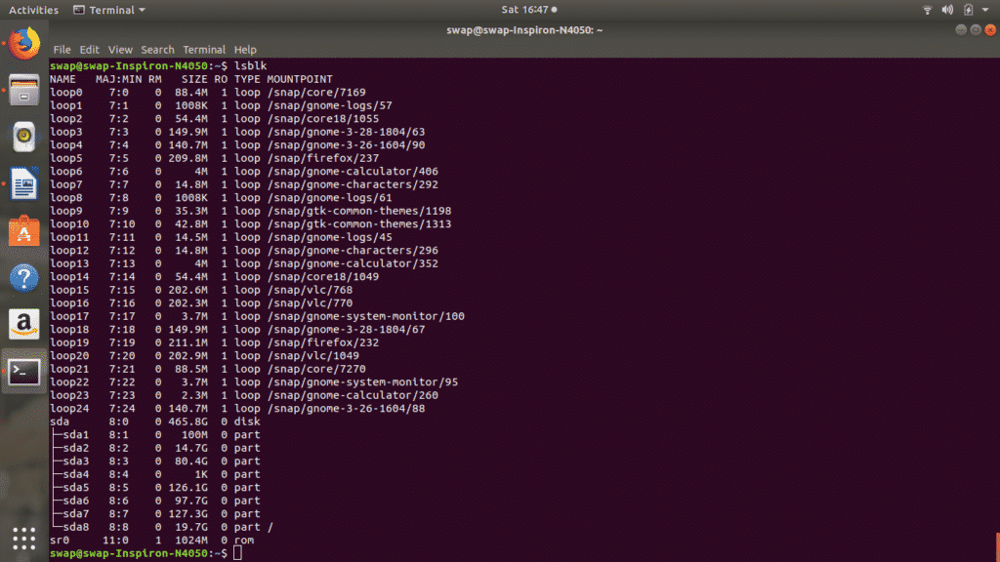 Activities Terminal Sat 16:47
swap@swap-Inspiron-N4050: ~
File Edit View Search Terminal Help
swap@swap-Inspiron-N4050:~$ lsblk
NAME   MAJ:MIN RM   SIZE RO TYPE MOUNTPOINT
loop0    7:0    0  88.4M  1 loop /snap/core/7169
loop1    7:1    0  1008K  1 loop /snap/gnome-logs/57
loop2    7:2    0  54.4M  1 loop /snap/core18/1055
loop3    7:3    0 149.9M  1 loop /snap/gnome-3-28-1804/63
loop4    7:4    0 140.7M  1 loop /snap/gnome-3-26-1604/90
loop5    7:5    0 209.8M  1 loop /snap/firefox/237
loop6    7:6    0     4M  1 loop /snap/gnome-calculator/406
loop7    7:7    0  14.8M  1 loop /snap/gnome-characters/292
loop8    7:8    0  1008K  1 loop /snap/gnome-logs/61
loop9    7:9    0  35.3M  1 loop /snap/gtk-common-themes/1198
loop10   7:10   0  42.8M  1 loop /snap/gtk-common-themes/1313
loop11   7:11   0  14.5M  1 loop /snap/gnome-logs/45
loop12   7:12   0  14.8M  1 loop /snap/gnome-characters/296
loop13   7:13   0     4M  1 loop /snap/gnome-calculator/352
loop14   7:14   0  54.4M  1 loop /snap/core18/1049
loop15   7:15   0 202.6M  1 loop /snap/vlc/768
loop16   7:16   0 202.3M  1 loop /snap/vlc/770
loop17   7:17   0   3.7M  1 loop /snap/gnome-system-monitor/100
loop18   7:18   0 149.9M  1 loop /snap/gnome-3-28-1804/67
loop19   7:19   0 211.1M  1 loop /snap/firefox/232
loop20   7:20   0 202.9M  1 loop /snap/vlc/1049
loop21   7:21   0  88.5M  1 loop /snap/core/7270
loop22   7:22   0   3.7M  1 loop /snap/gnome-system-monitor/95
loop23   7:23   0   2.3M  1 loop /snap/gnome-calculator/260
loop24   7:24   0 140.7M  1 loop /snap/gnome-3-26-1604/88
sda      8:0    0 465.8G  0 disk
├─sda1   8:1    0   100M  0 part
├─sda2   8:2    0  14.7G  0 part
├─sda3   8:3    0  80.4G  0 part
├─sda4   8:4    0     1K  0 part
├─sda5   8:5    0 126.1G  0 part
├─sda6   8:6    0  97.7G  0 part
├─sda7   8:7    0 127.3G  0 part
└─sda8   8:8    0  19.7G  0 part /
sr0     11:0    1  1024M  0 rom
swap@swap-Inspiron-N4050:~$